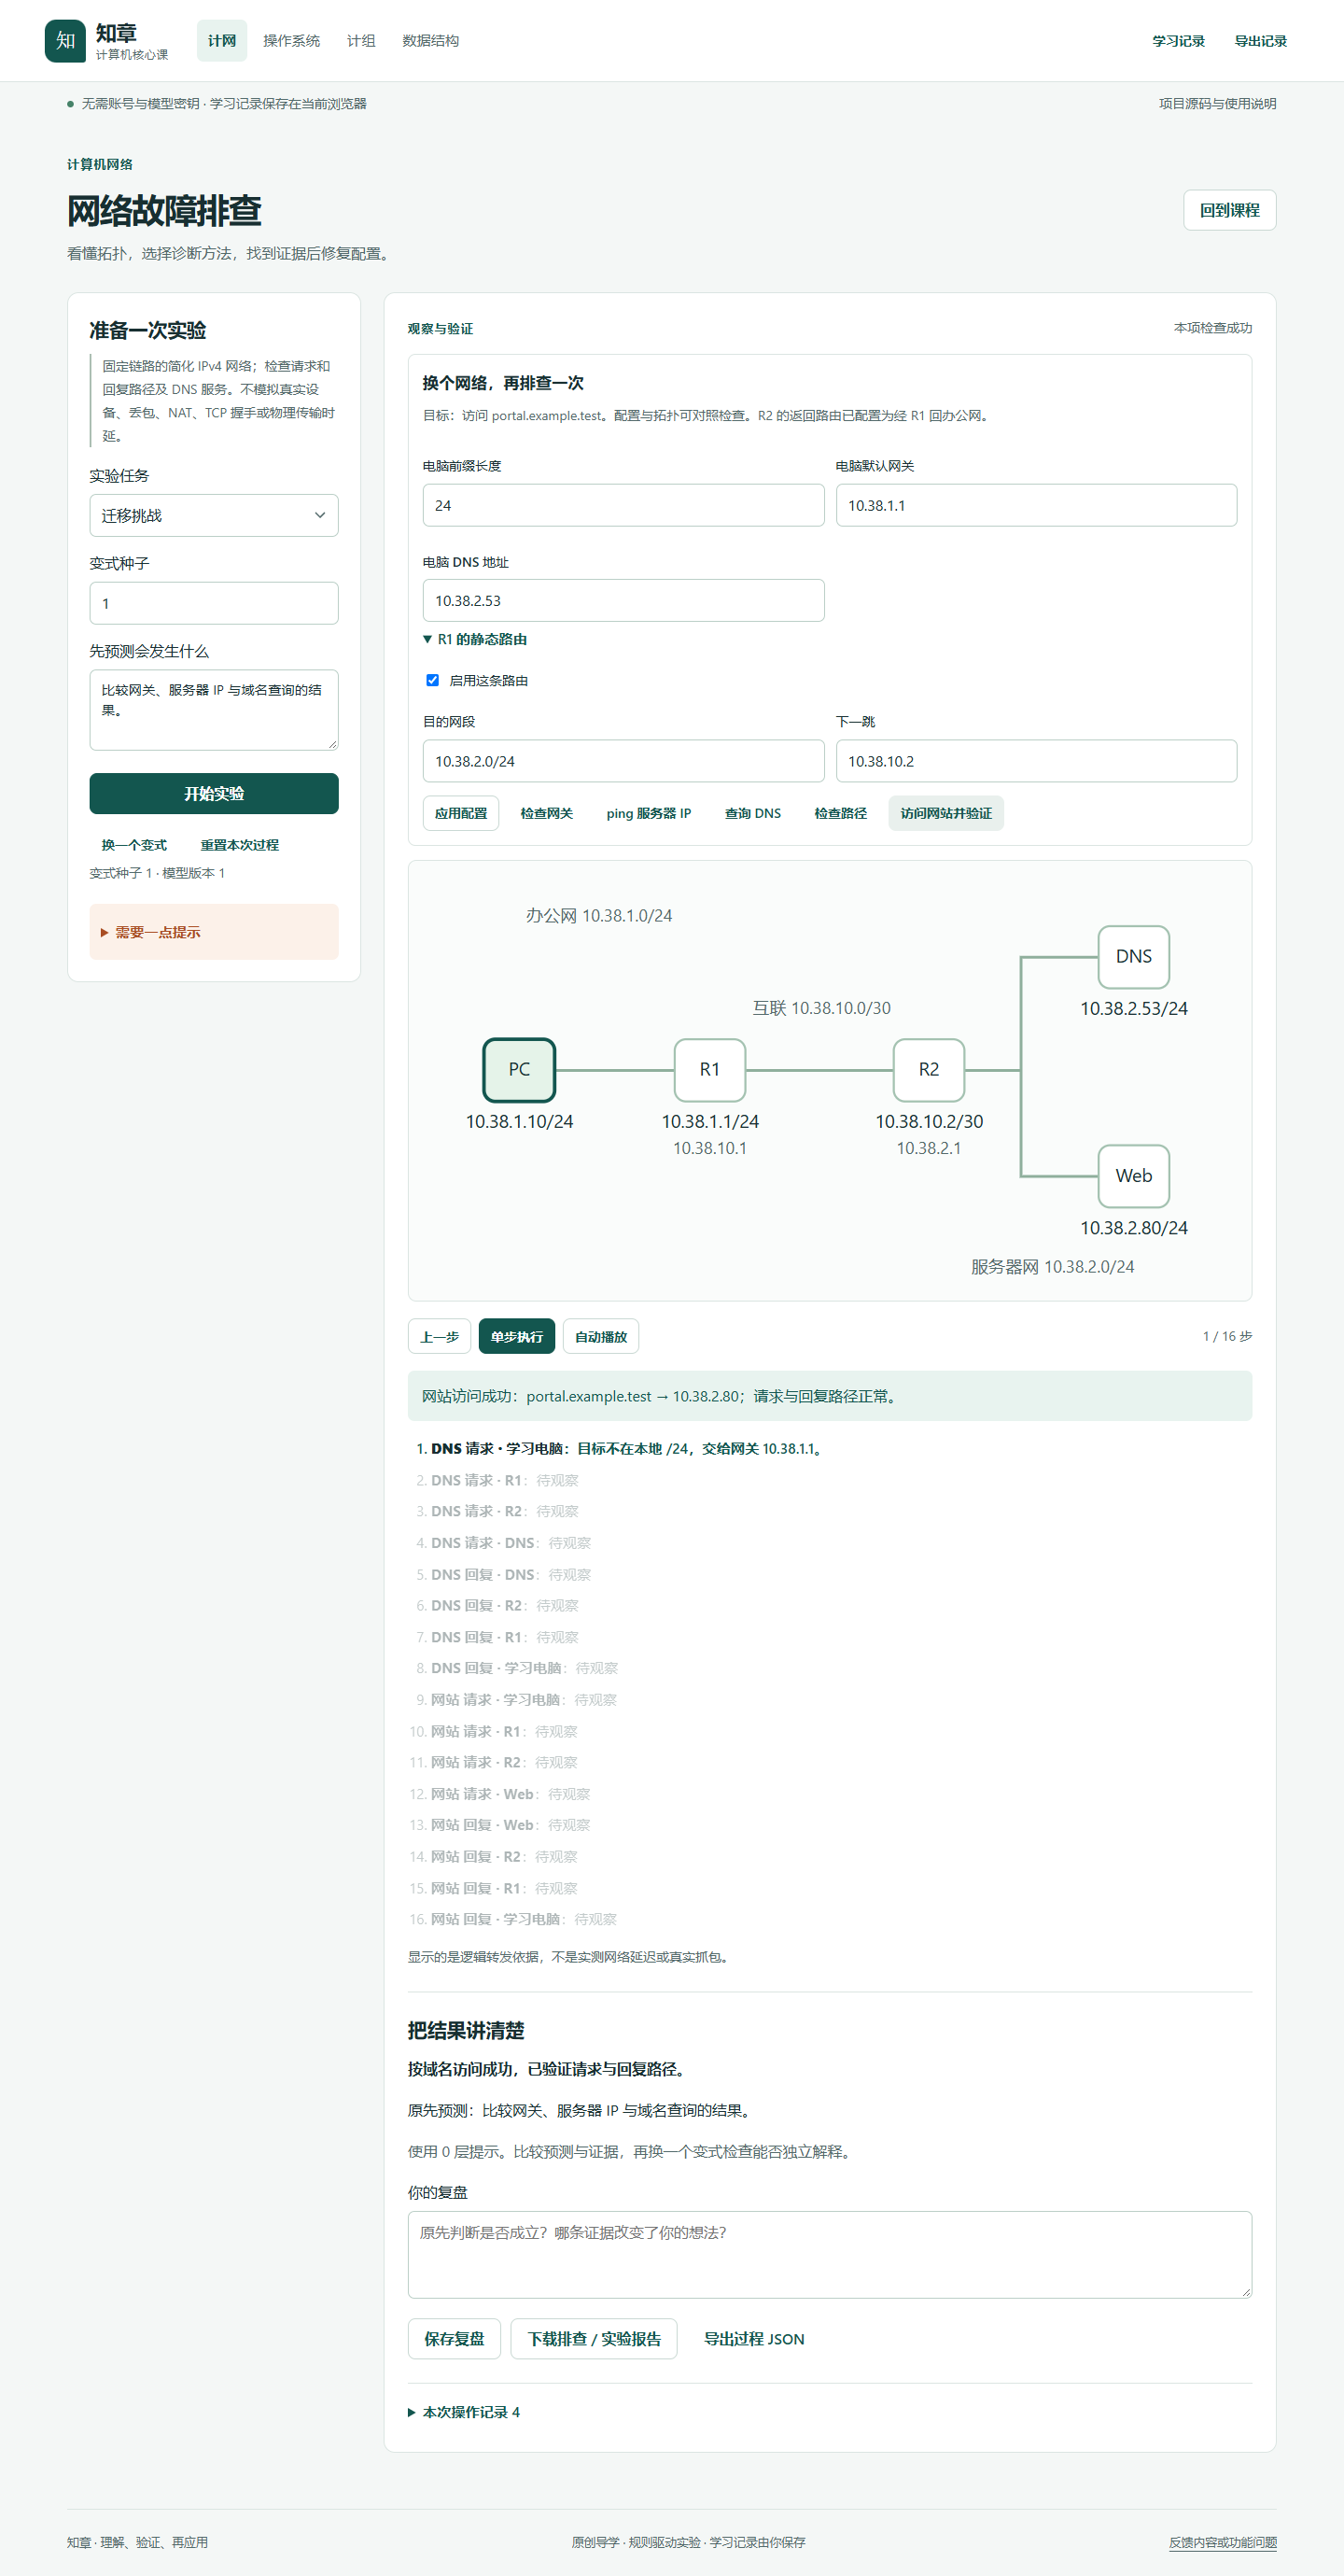 知
知章
计算机核心课
计网
操作系统
计组
数据结构
学习记录
导出记录
无需账号与模型密钥 · 学习记录保存在当前浏览器
项目源码与使用说明
计算机网络
网络故障排查
回到课程
看懂拓扑，选择诊断方法，找到证据后修复配置。
准备一次实验
固定链路的简化 IPv4 网络；检查请求和
回复路径及 DNS 服务。不模拟真实设
备、丢包、NAT、TCP 握手或物理传输时
延。
实验任务
迁移挑战
变式种子
1
先预测会发生什么
比较网关、服务器 IP 与域名查询的结
果。
开始实验
换一个变式
重置本次过程
变式种子 1 · 模型版本 1
需要一点提示
观察与验证
本项检查成功
换个网络，再排查一次
目标：访问 portal.example.test。配置与拓扑可对照检查。R2 的返回路由已配置为经 R1 回办公网。
电脑前缀长度
电脑默认网关
24
10.38.1.1
电脑 DNS 地址
10.38.2.53
R1 的静态路由
启用这条路由
目的网段
下一跳
10.38.2.0/24
10.38.10.2
应用配置
检查网关
ping 服务器 IP
查询 DNS
检查路径
访问网站并验证
办公网 10.38.1.0/24
DNS
10.38.2.53/24
互联 10.38.10.0/30
PC
R1
R2
10.38.1.10/24
10.38.1.1/24
10.38.10.2/30
10.38.10.1
10.38.2.1
Web
10.38.2.80/24
服务器网 10.38.2.0/24
上一步
单步执行
自动播放
1 / 16 步
网站访问成功：portal.example.test → 10.38.2.80；请求与回复路径正常。
1. DNS 请求 · 学习电脑：目标不在本地 /24，交给网关 10.38.1.1。
2. DNS 请求 · R1：待观察
3. DNS 请求 · R2：待观察
4. DNS 请求 · DNS：待观察
5. DNS 回复 · DNS：待观察
6. DNS 回复 · R2：待观察
7. DNS 回复 · R1：待观察
8. DNS 回复 · 学习电脑：待观察
9. 网站 请求 · 学习电脑：待观察
10. 网站 请求 · R1：待观察
11. 网站 请求 · R2：待观察
12. 网站 请求 · Web：待观察
13. 网站 回复 · Web：待观察
14. 网站 回复 · R2：待观察
15. 网站 回复 · R1：待观察
16. 网站 回复 · 学习电脑：待观察
显示的是逻辑转发依据，不是实测网络延迟或真实抓包。
把结果讲清楚
按域名访问成功，已验证请求与回复路径。
原先预测：比较网关、服务器 IP 与域名查询的结果。
使用 0 层提示。比较预测与证据，再换一个变式检查能否独立解释。
你的复盘
原先判断是否成立？哪条证据改变了你的想法？
保存复盘
下载排查 / 实验报告
导出过程 JSON
本次操作记录 4
知章 · 理解、验证、再应用
原创导学 · 规则驱动实验 · 学习记录由你保存
反馈内容或功能问题